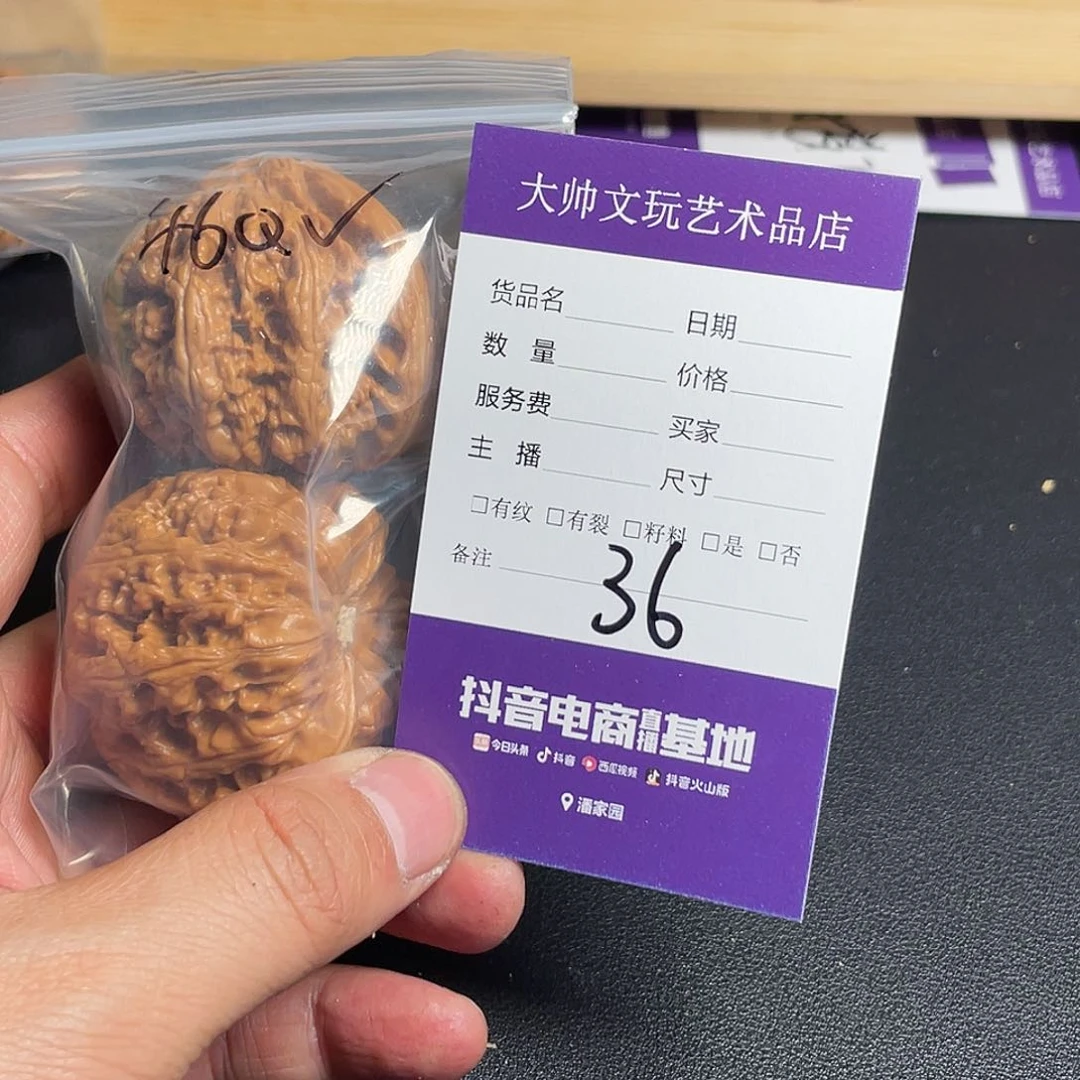 大帅文玩艺术品店
货品名 日期
数 量 价格
服务费 买家
主 播 尺寸
□有纹 □有裂 □籽料 □是 □否
备注
36
抖音电商直播基地
今日头条 抖音 西瓜视频 抖音火山版
潘家园